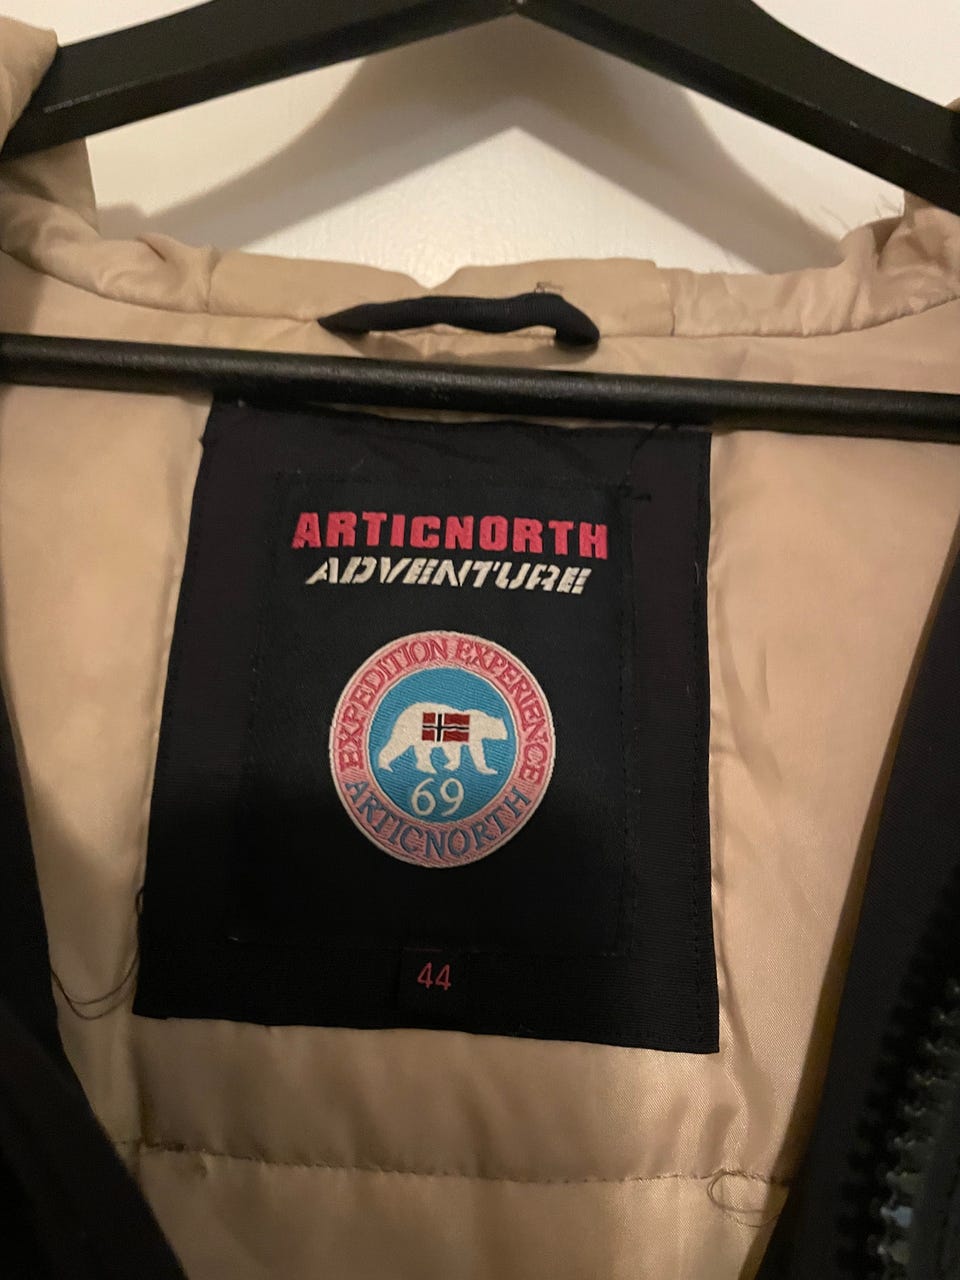 ARTICNORTH
ADVENTURE
EXPEDITION EXPERIENCE
69
ARTICNORTH
44